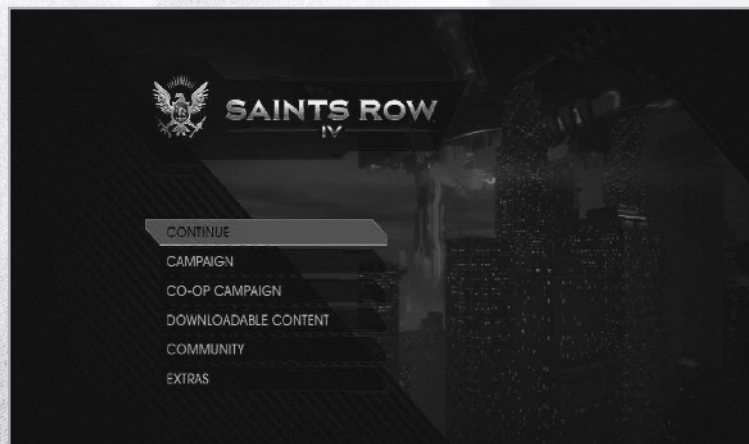 SAINTS ROW
IV
CONTINUE
CAMPAIGN
CO-OP CAMPAIGN
DOWNLOADABLE CONTENT
COMMUNITY
EXTRAS